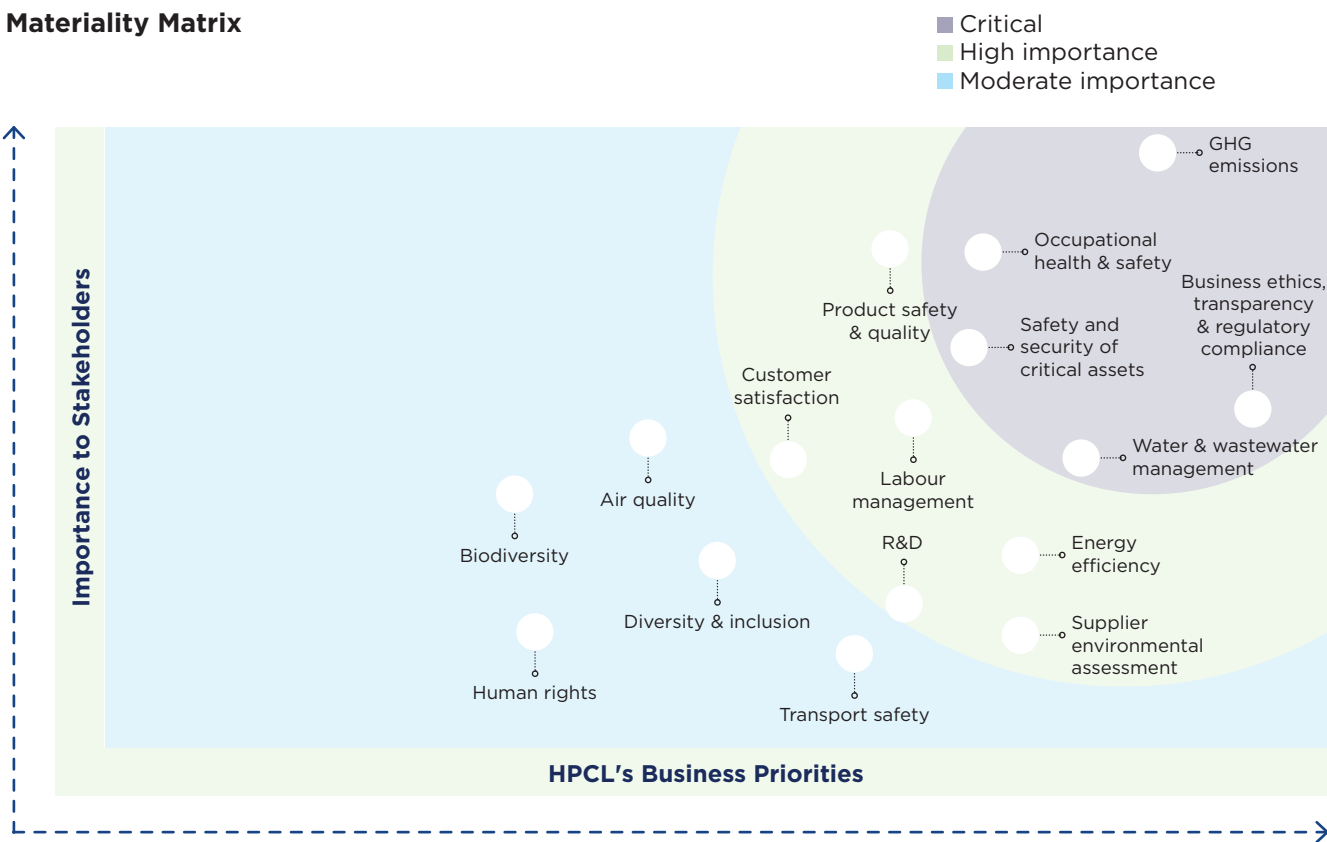 Materiality Matrix
Critical
High importance
Moderate importance
Importance to Stakeholders
GHG
emissions
Occupational
health & safety
Business ethics,
transparency
& regulatory
compliance
Product safety
& quality
Safety and
security of
critical assets
Customer
satisfaction
Water & wastewater
management
Labour
management
Air quality
Biodiversity
R&D
Energy
efficiency
Diversity & inclusion
Supplier
environmental
assessment
Human rights
Transport safety
HPCL's Business Priorities